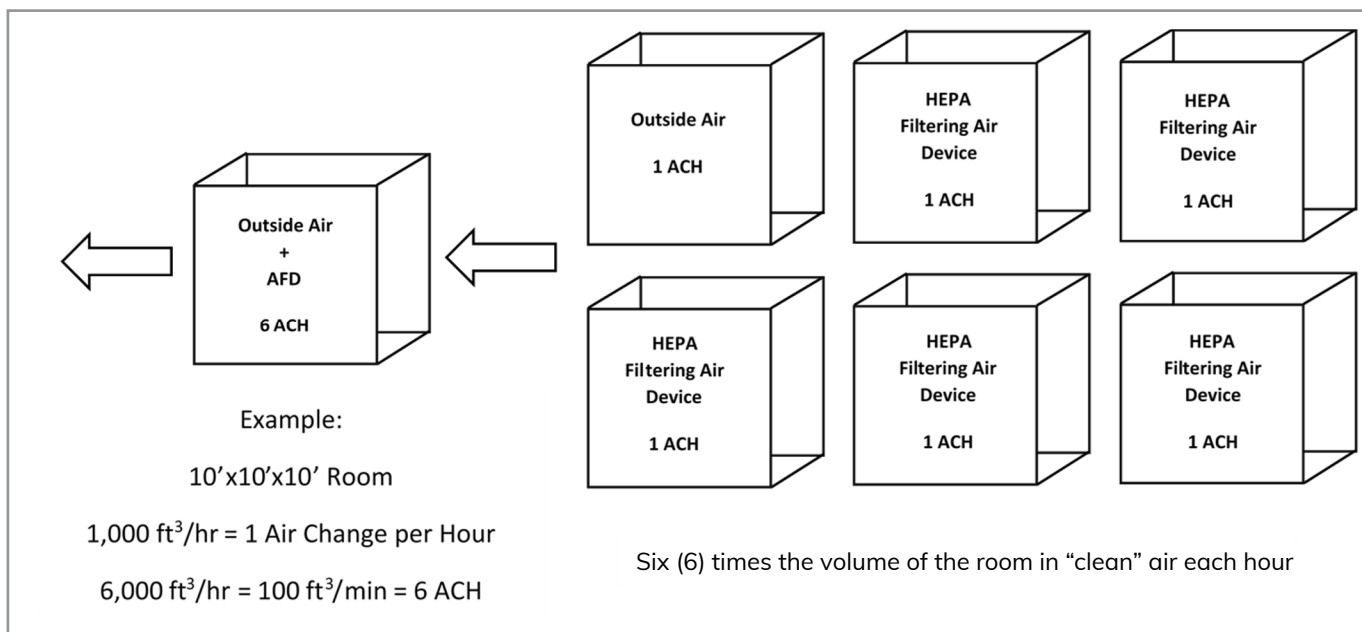 Outside Air
+
AFD
6 ACH
Example:
10’x10’x10’ Room
1,000 ft³/hr = 1 Air Change per Hour
6,000 ft³/hr = 100 ft³/min = 6 ACH
Outside Air
1 ACH
HEPA
Filtering Air
Device
1 ACH
HEPA
Filtering Air
Device
1 ACH
HEPA
Filtering Air
Device
1 ACH
HEPA
Filtering Air
Device
1 ACH
HEPA
Filtering Air
Device
1 ACH
Six (6) times the volume of the room in “clean” air each hour